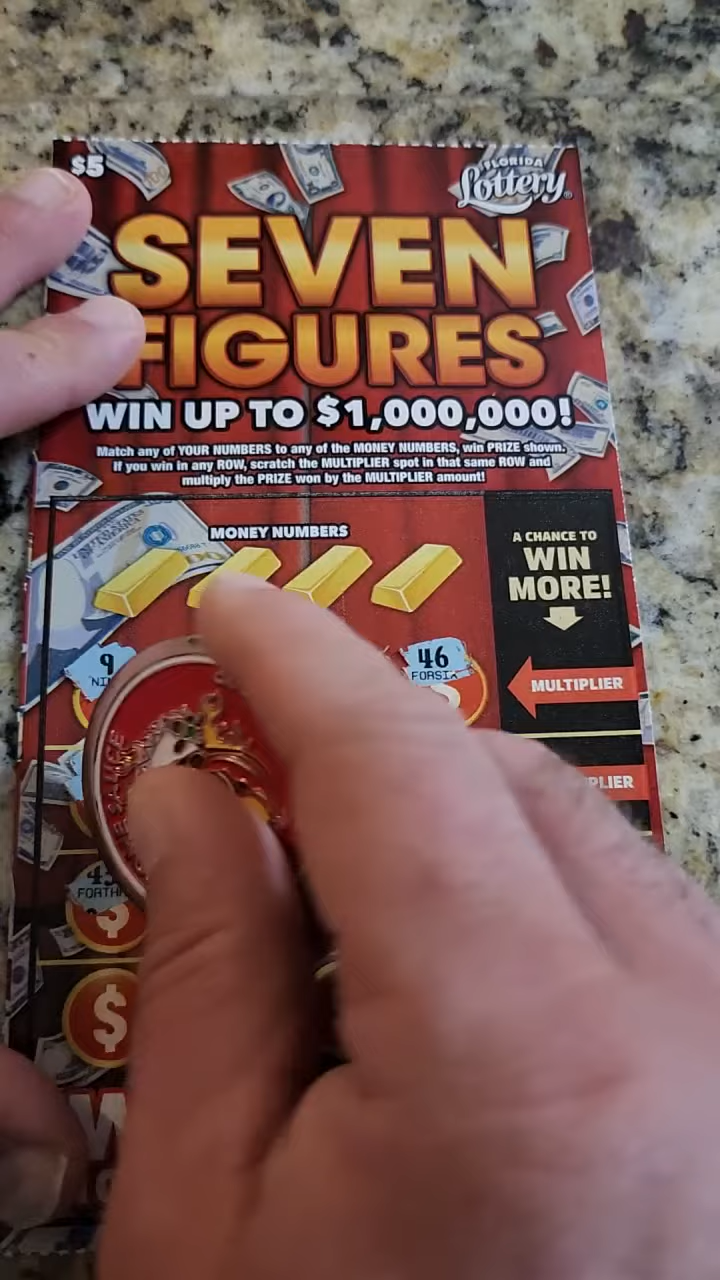 $5
FLORIDA
Lottery®
SEVEN
FIGURES
WIN UP TO $1,000,000!
Match any of YOUR NUMBERS to any of the MONEY NUMBERS, win PRIZE shown.
If you win in any ROW, scratch the MULTIPLIER spot in that same ROW and
multiply the PRIZE won by the MULTIPLIER amount!
MONEY NUMBERS
A CHANCE TO
WIN
MORE!
9
46
MULTIPLIER
SAUCE
$
$